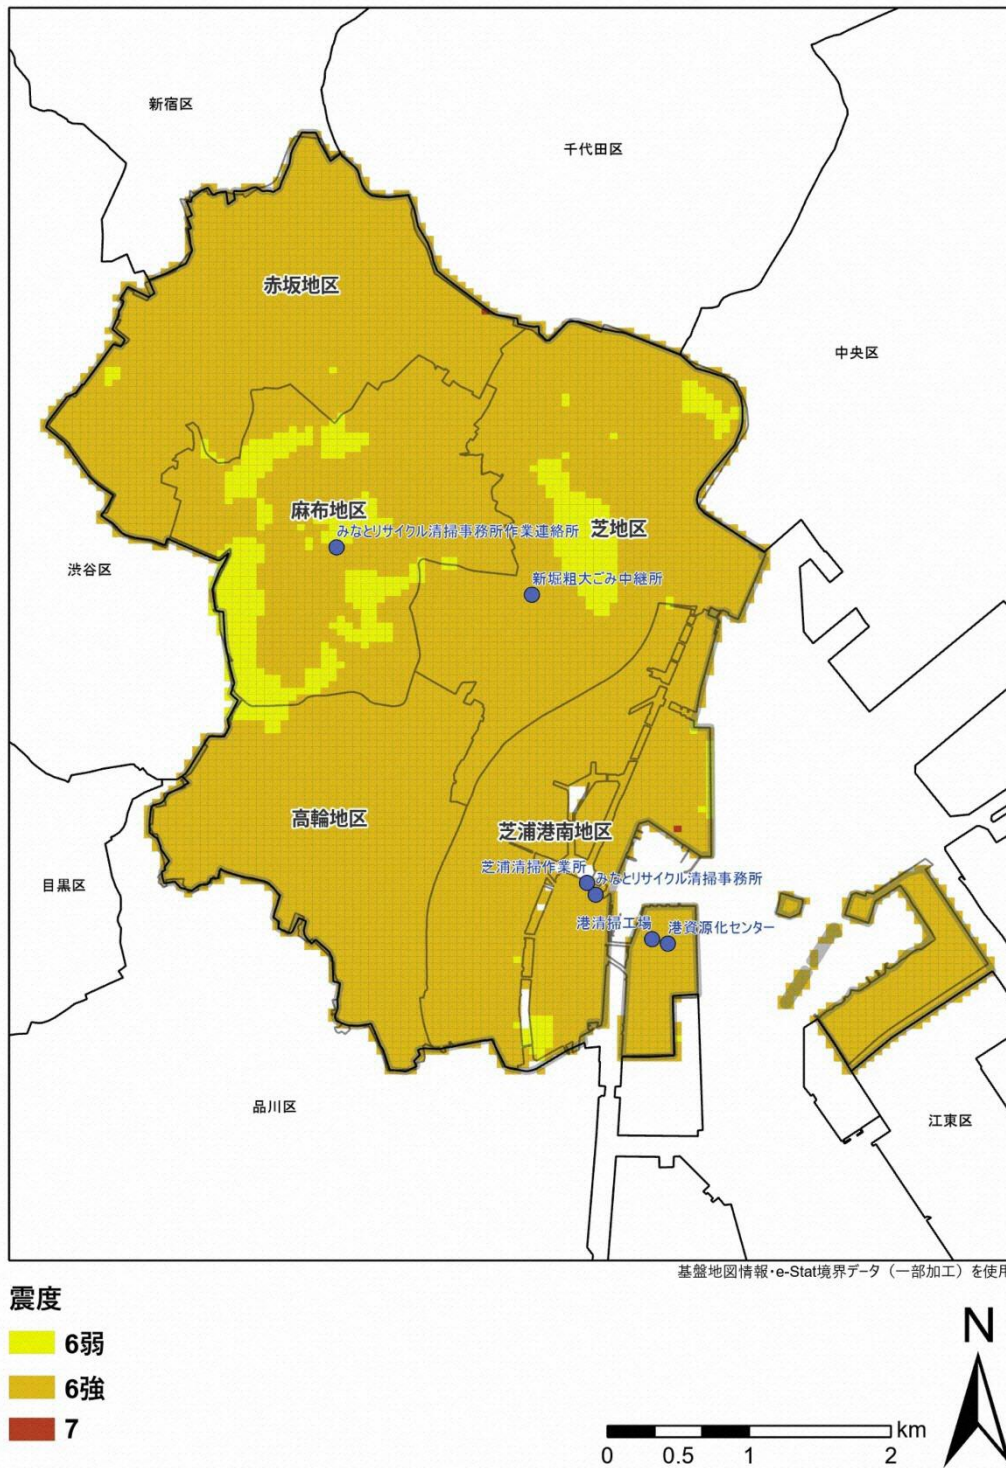 新宿区
千代田区
赤坂地区
中央区
麻布地区
みなとリサイクル清掃事務所作業連絡所
芝地区
渋谷区
新堀粗大ごみ中継所
高輪地区
芝浦港南地区
芝浦清掃作業所
みなとリサイクル清掃事務所
目黒区
港清掃工場
港資源化センター
品川区
江東区
基盤地図情報・e-Stat境界データ（一部加工）を使用
震度
6弱
6強
7
N
km
0 0.5 1 2